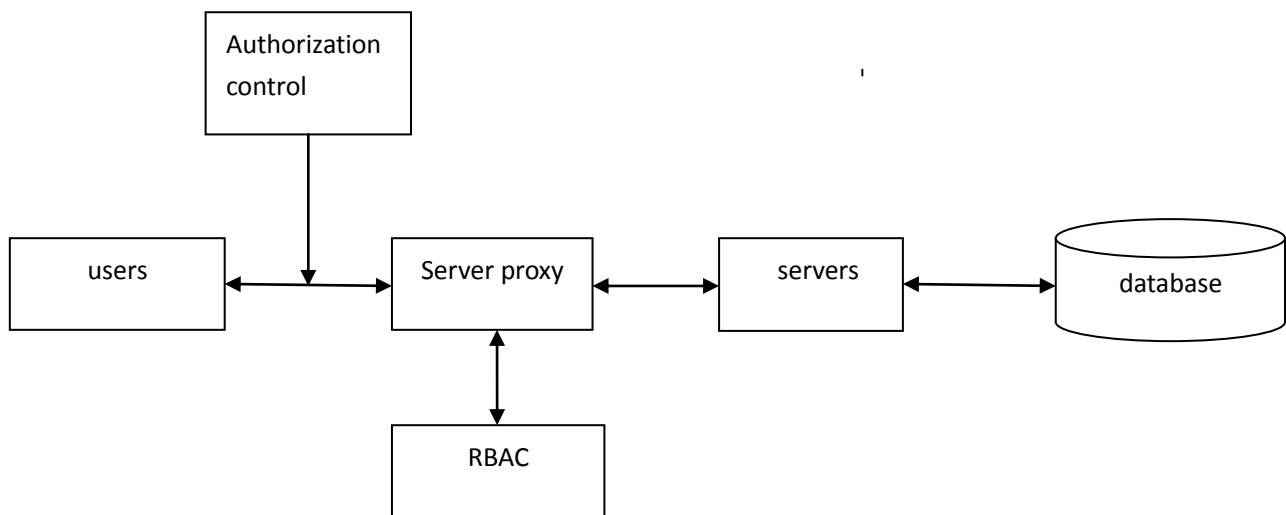 Authorization
control
users
Server proxy
servers
database
RBAC